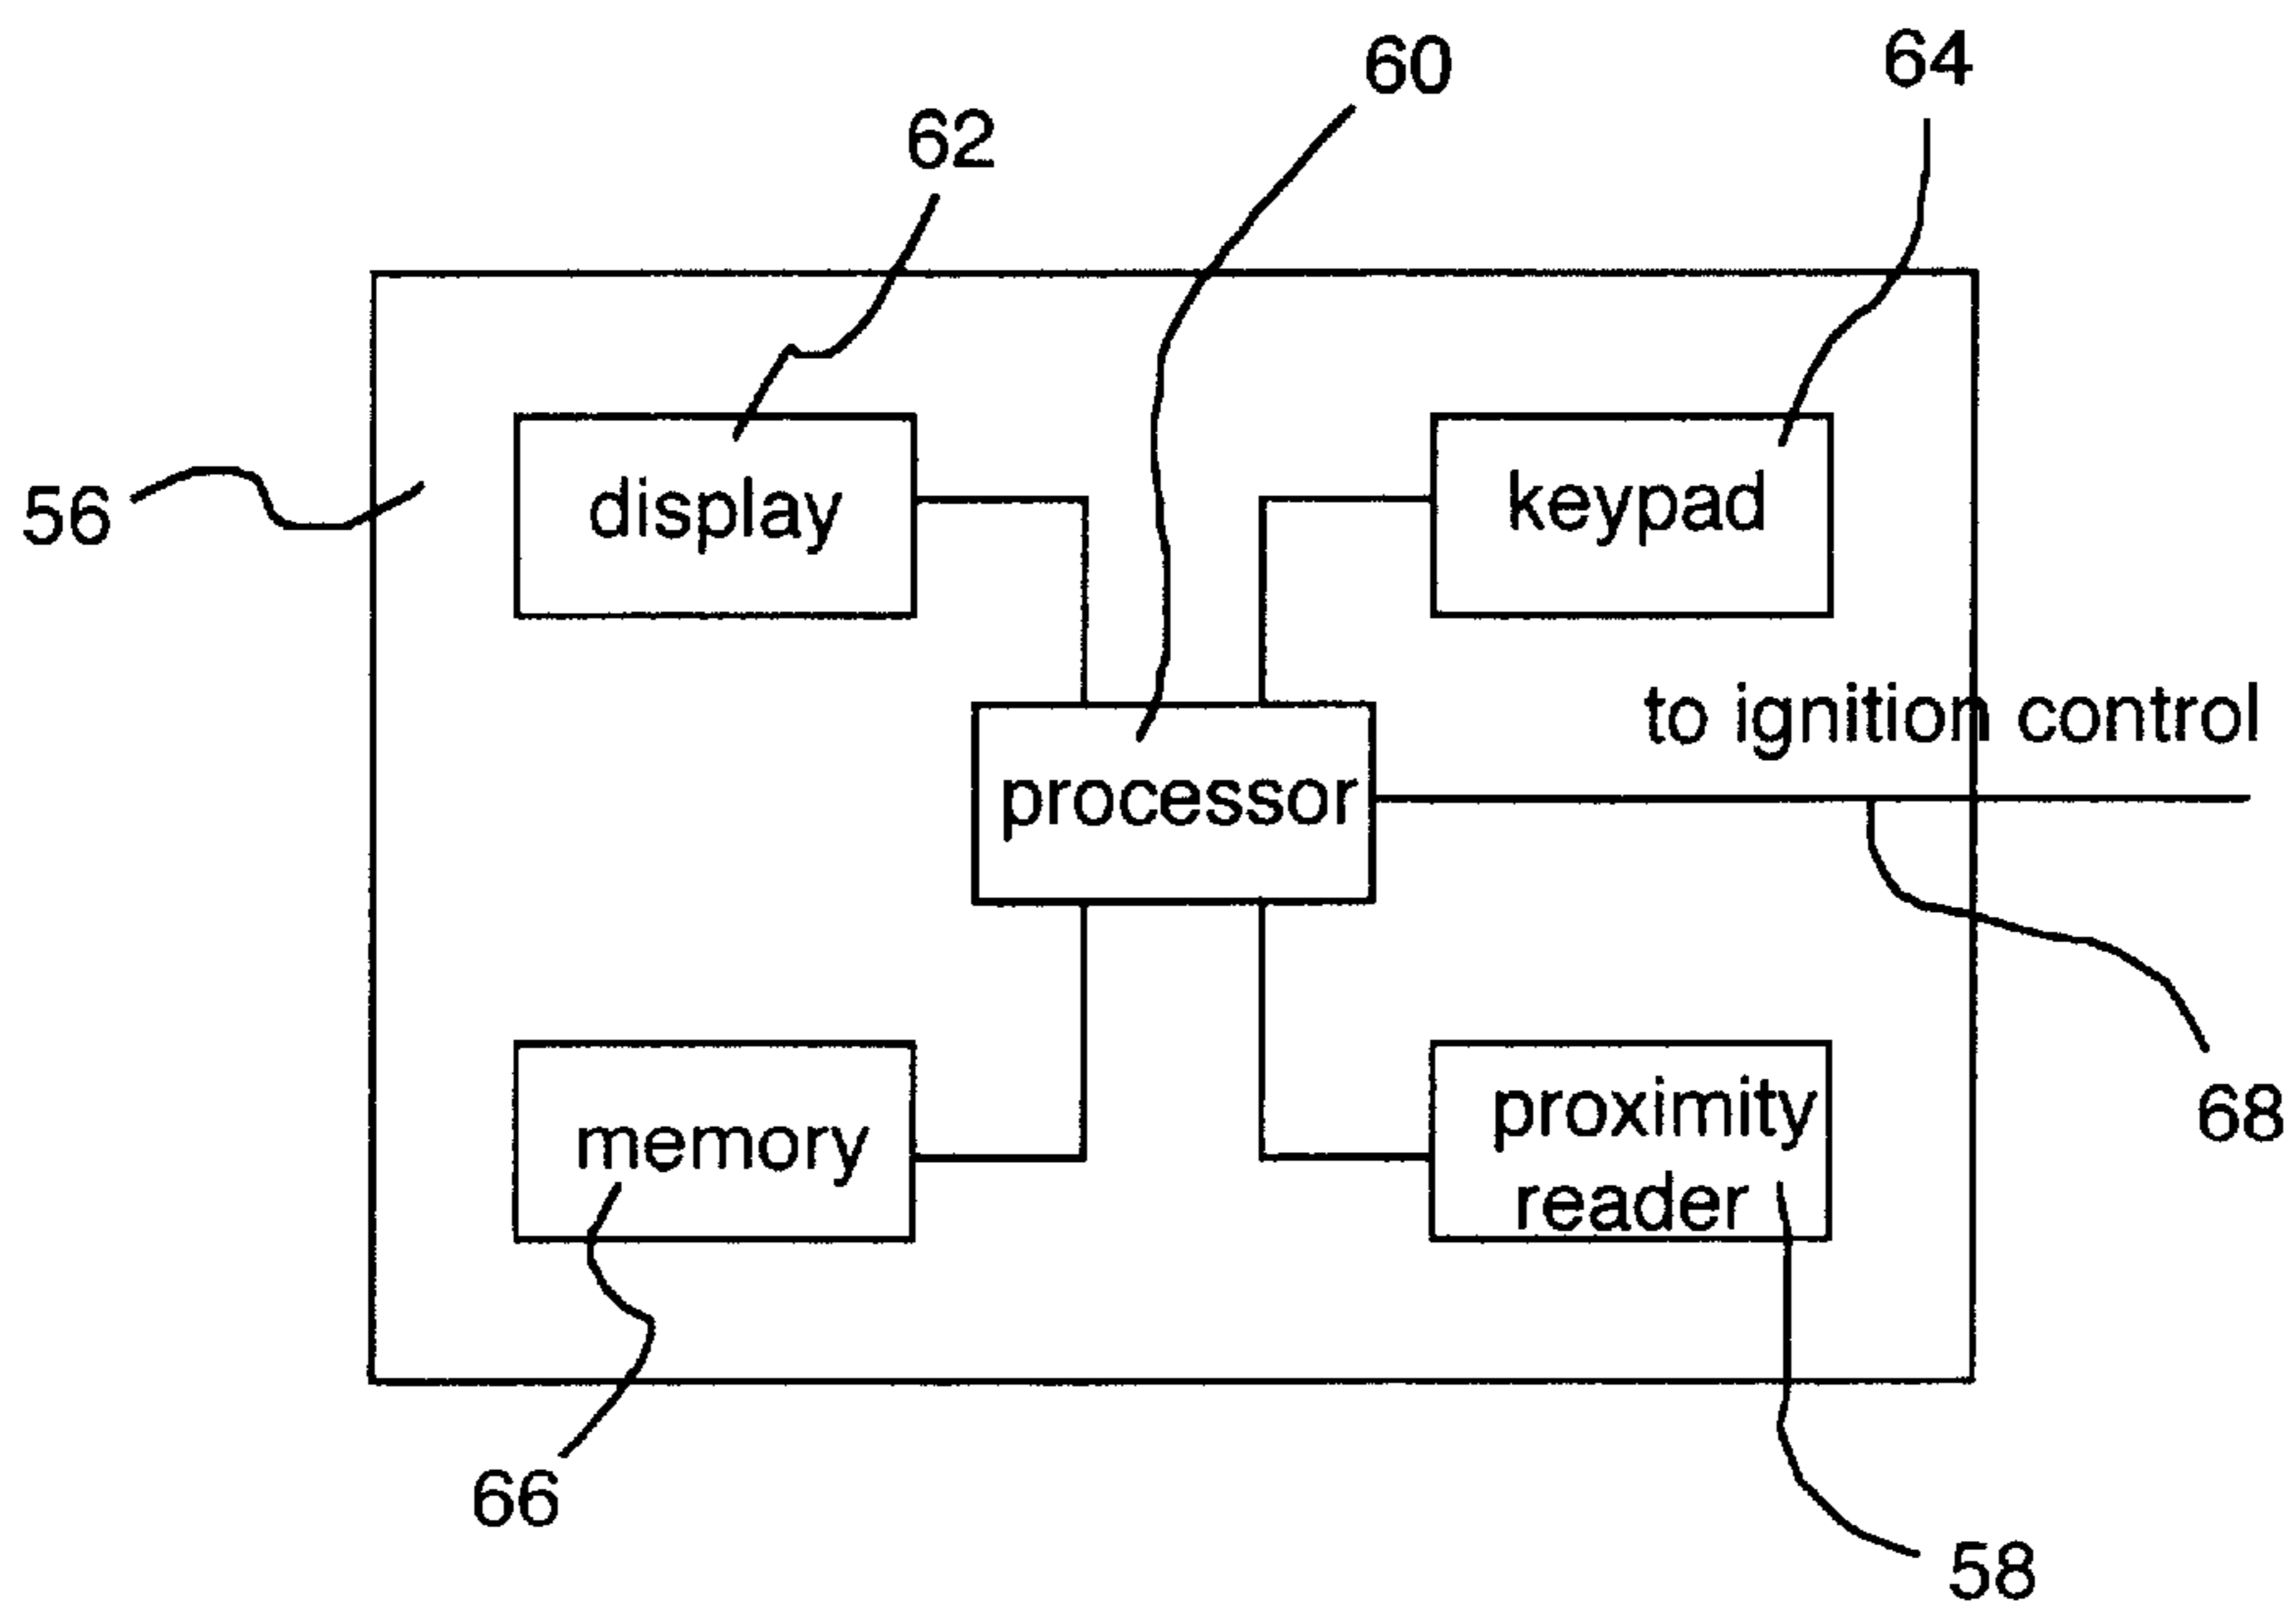 60
64
62
56
display
keypad
to ignition control
processor
68
memory
proximity
reader
66
58